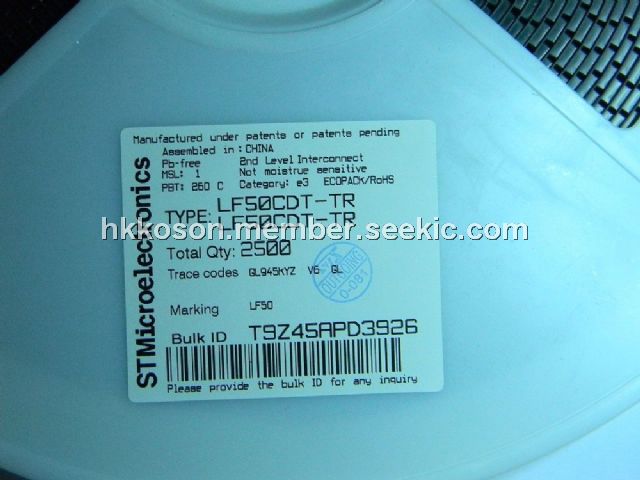 Manufactured under patents or patents pending
Assembled in : CHINA
Pb-free 2nd Level Interconnect
MSL: 1 Not moistrue sensitive
PBT: 260 C Category: e3 ECOPACK/RoHS
TYPE: LF50CDT-TR
LF50CDT-TR
hkkoson.member.seekic.com
Total Qty: 2500
Trace codes GL945KYZ V6 GL
0-081
Marking LF50
Bulk ID T9Z45APD3926
Please provide the bulk ID for any inquiry
STMicroelectronics